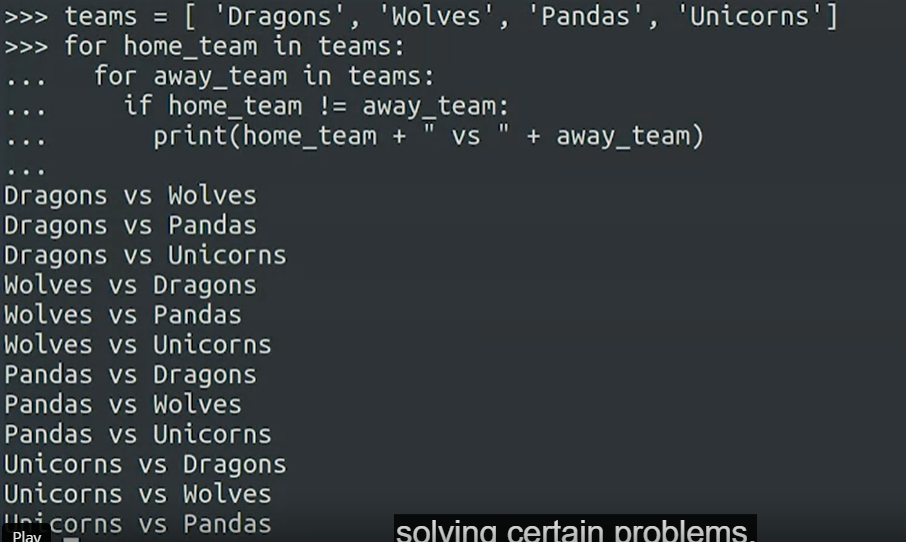 >>> teams = [ 'Dragons', 'Wolves', 'Pandas', 'Unicorns']
>>> for home_team in teams:
...   for away_team in teams:
...     if home_team != away_team:
...       print(home_team + " vs " + away_team)
...
Dragons vs Wolves
Dragons vs Pandas
Dragons vs Unicorns
Wolves vs Dragons
Wolves vs Pandas
Wolves vs Unicorns
Pandas vs Dragons
Pandas vs Wolves
Pandas vs Unicorns
Unicorns vs Dragons
Unicorns vs Wolves
Unicorns vs Pandas
Play
solving certain problems.